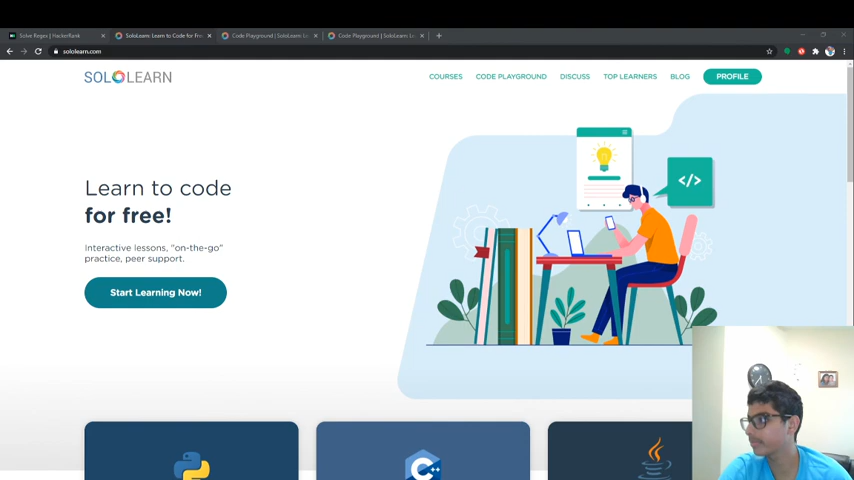 Solve Regex | HackerRank
SoloLearn: Learn to Code for Fre
Code Playground | SoloLearn: Le
Code Playground | SoloLearn: Le
sololearn.com
SOLOLEARN
COURSES
CODE PLAYGROUND
DISCUSS
TOP LEARNERS
BLOG
PROFILE
</>
Learn to code
for free!
Interactive lessons, "on-the-go"
practice, peer support.
Start Learning Now!
C++